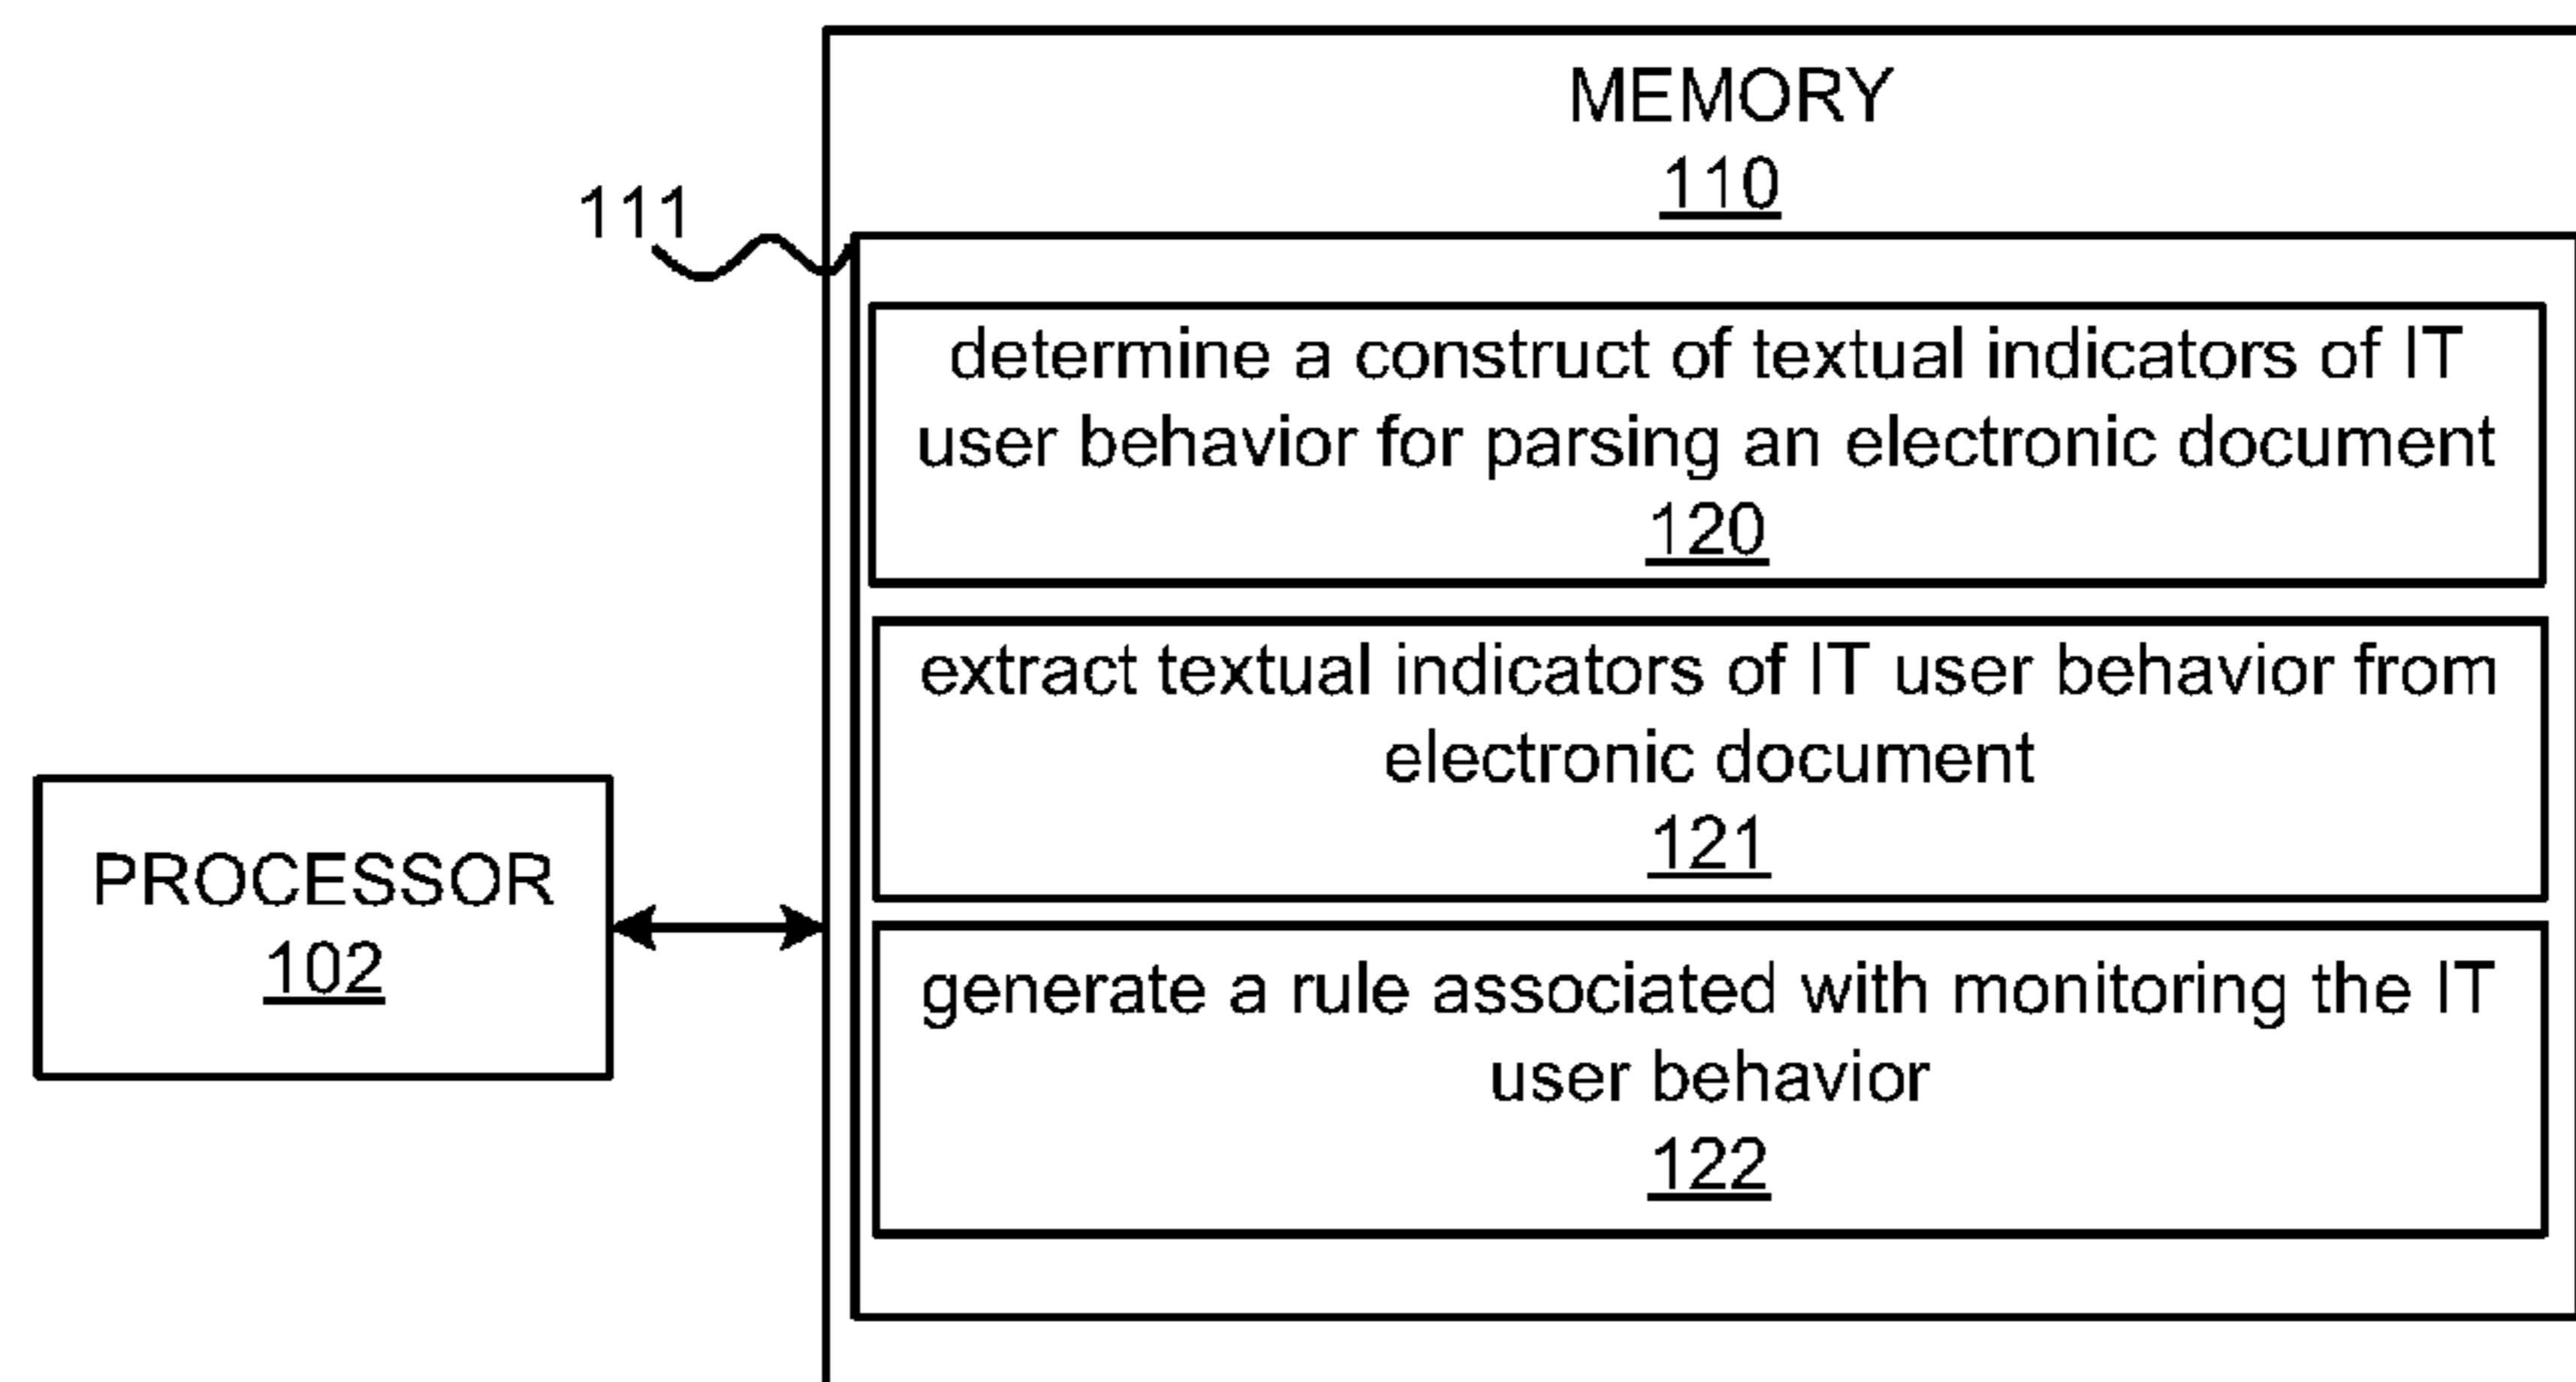 MEMORY
110
111
determine a construct of textual indicators of IT
user behavior for parsing an electronic document
120
extract textual indicators of IT user behavior from
electronic document
121
PROCESSOR
102
generate a rule associated with monitoring the IT
user behavior
122